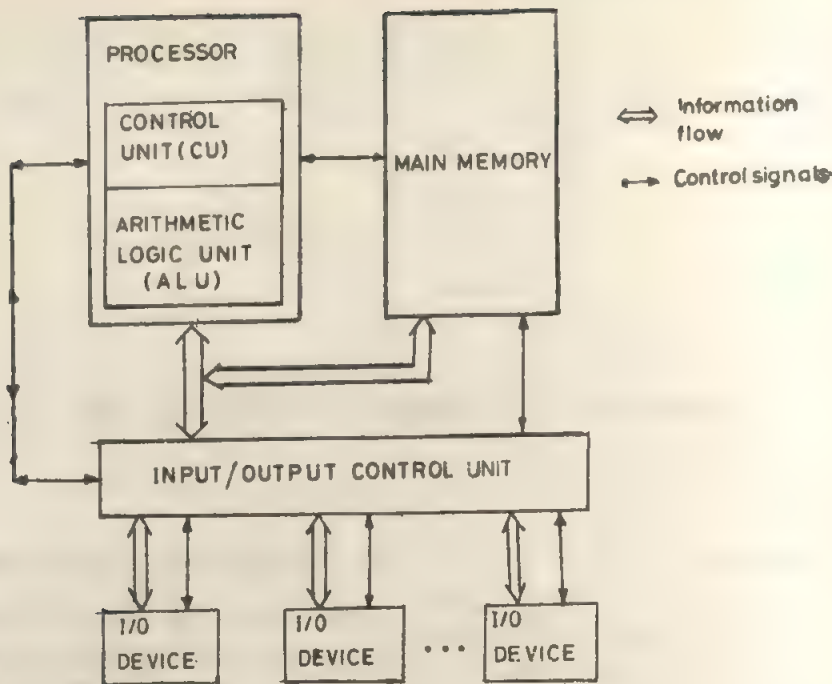 PROCESSOR
CONTROL
UNIT (CU)
ARITHMETIC
LOGIC UNIT
(ALU)
MAIN MEMORY
Information
flow
Control signals
INPUT/OUTPUT CONTROL UNIT
I/O
DEVICE
I/O
DEVICE
...
I/O
DEVICE